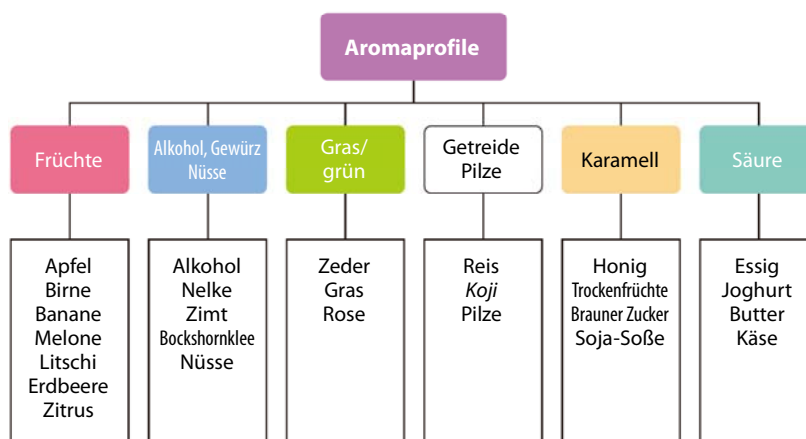 Aromaprofile
Früchte
Alkohol, Gewürz
Nüsse
Gras/
grün
Getreide
Pilze
Karamell
Säure
Apfel
Birne
Banane
Melone
Litschi
Erdbeere
Zitrus
Alkohol
Nelke
Zimt
Bockshornklee
Nüsse
Zeder
Gras
Rose
Reis
Koji
Pilze
Honig
Trockenfrüchte
Brauner Zucker
Soja-Soße
Essig
Joghurt
Butter
Käse